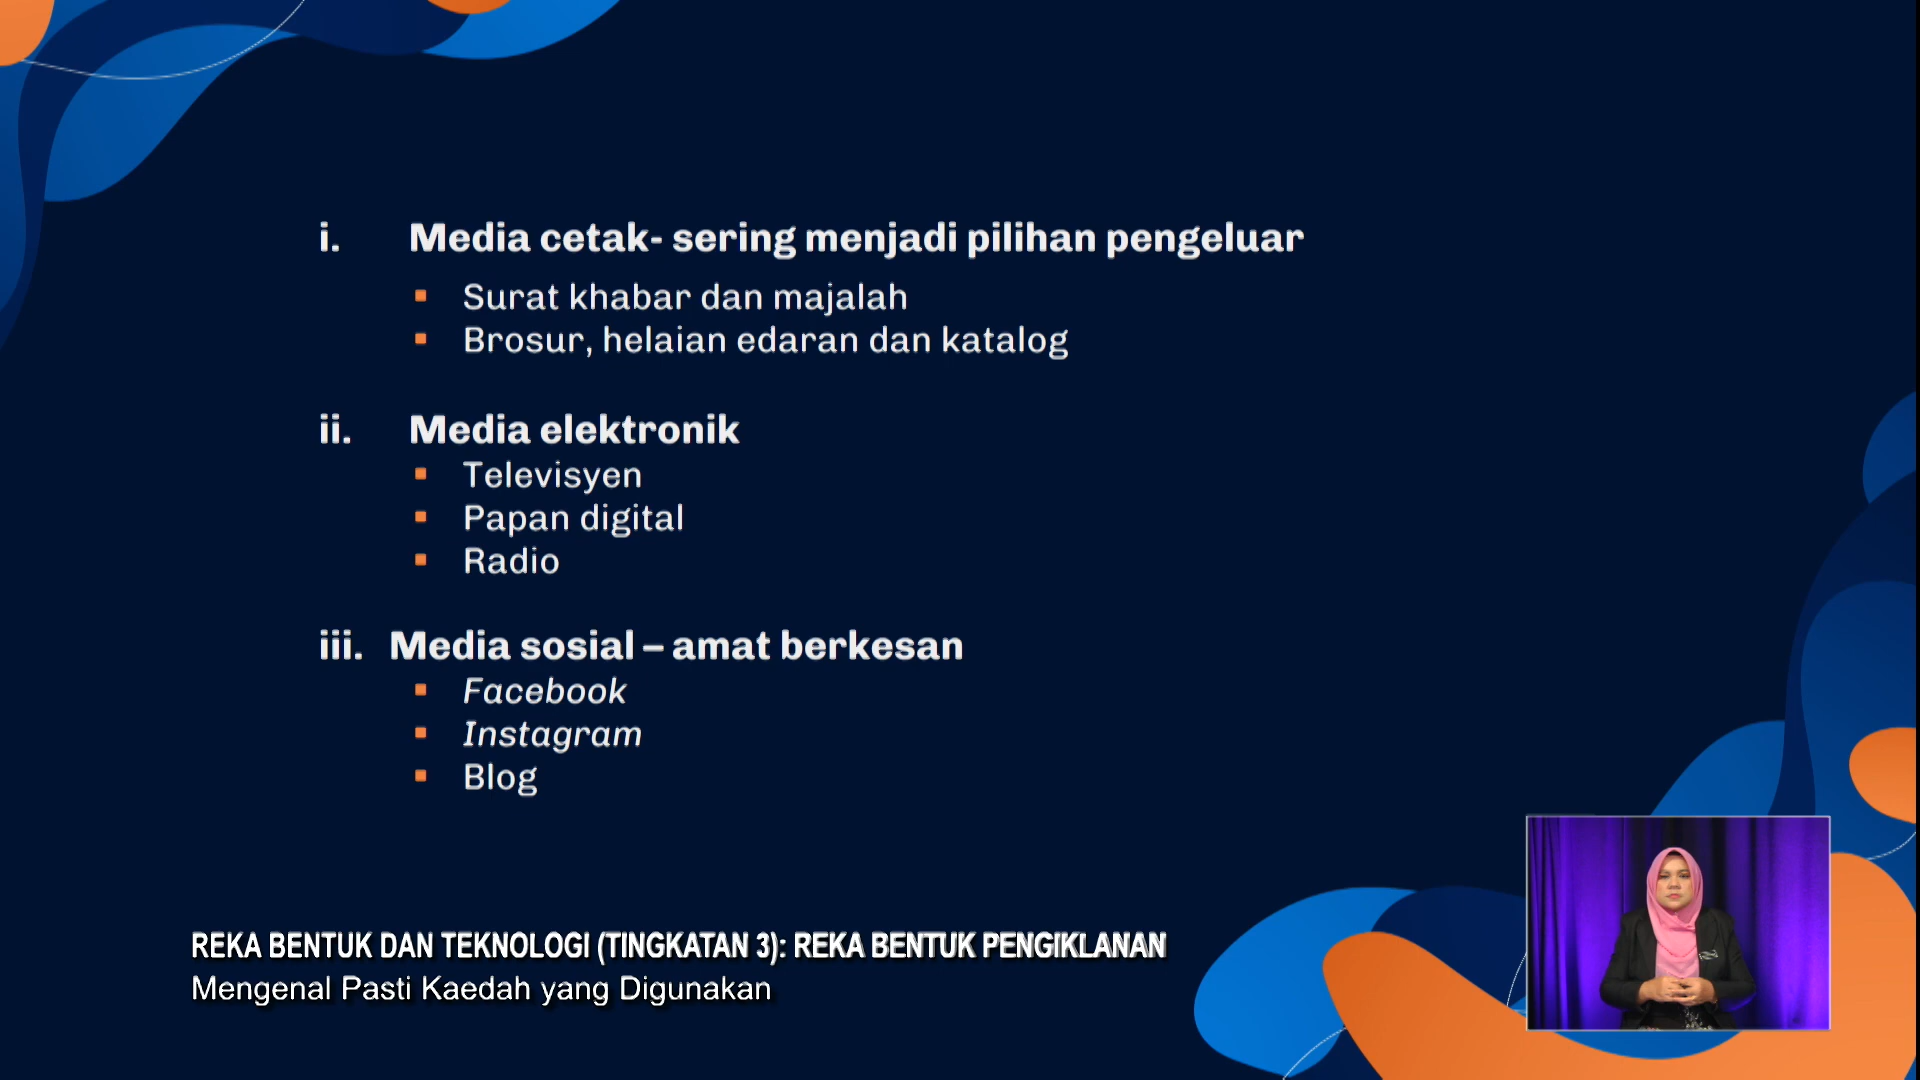 i. Media cetak- sering menjadi pilihan pengeluar
▪ Surat khabar dan majalah
▪ Brosur, helaian edaran dan katalog
ii. Media elektronik
▪ Televisyen
▪ Papan digital
▪ Radio
iii. Media sosial – amat berkesan
▪ Facebook
▪ Instagram
▪ Blog
REKA BENTUK DAN TEKNOLOGI (TINGKATAN 3): REKA BENTUK PENGIKLANAN
Mengenal Pasti Kaedah yang Digunakan